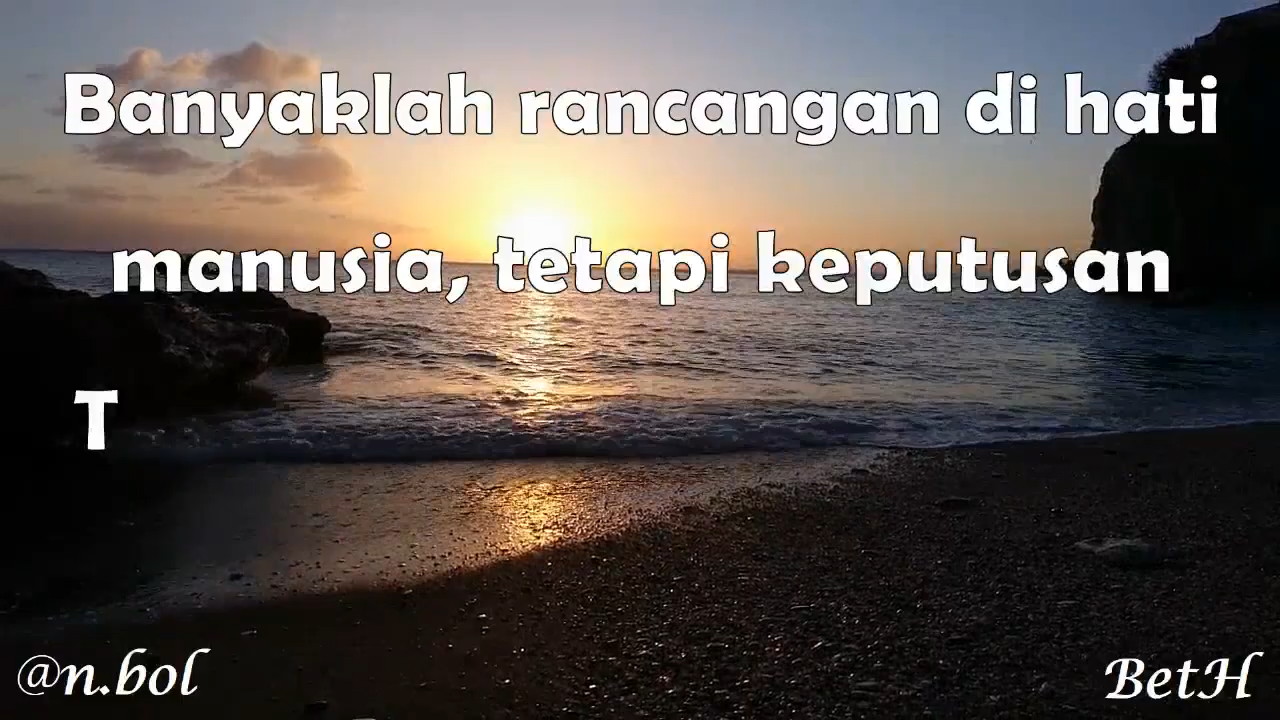 Banyaklah rancangan di hati
manusia, tetapi keputusan
T
@n.bol
BetH